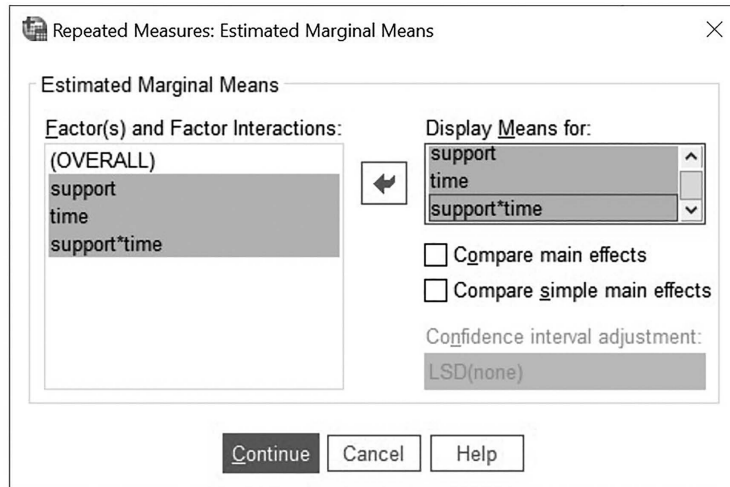 Repeated Measures: Estimated Marginal Means
Estimated Marginal Means
Factor(s) and Factor Interactions:
(OVERALL)
support
time
support*time
Display Means for:
support
time
support*time
Compare main effects
Compare simple main effects
Confidence interval adjustment:
LSD(none)
Continue Cancel Help